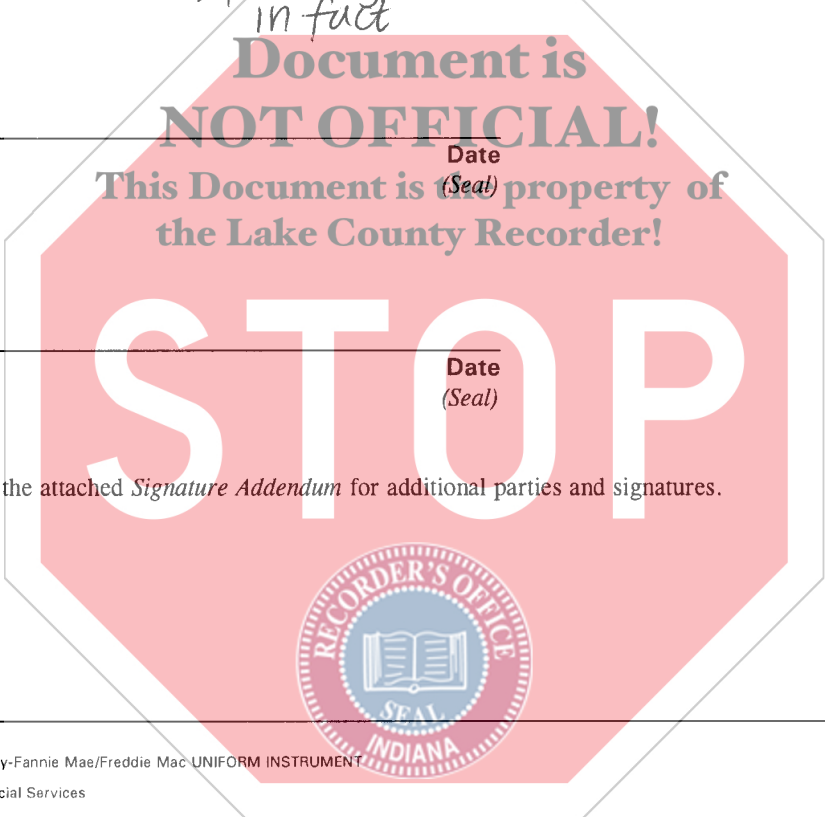 in fact
Document is
NOT OFFICIAL!
Date
This Document is the property of
(Seal)
the Lake County Recorder!
STOP
Date
(Seal)
the attached Signature Addendum for additional parties and signatures.
RECORDER'S OFFICE
SEAL
INDIANA
y-Fannie Mae/Freddie Mac UNIFORM INSTRUMENT
cial Services